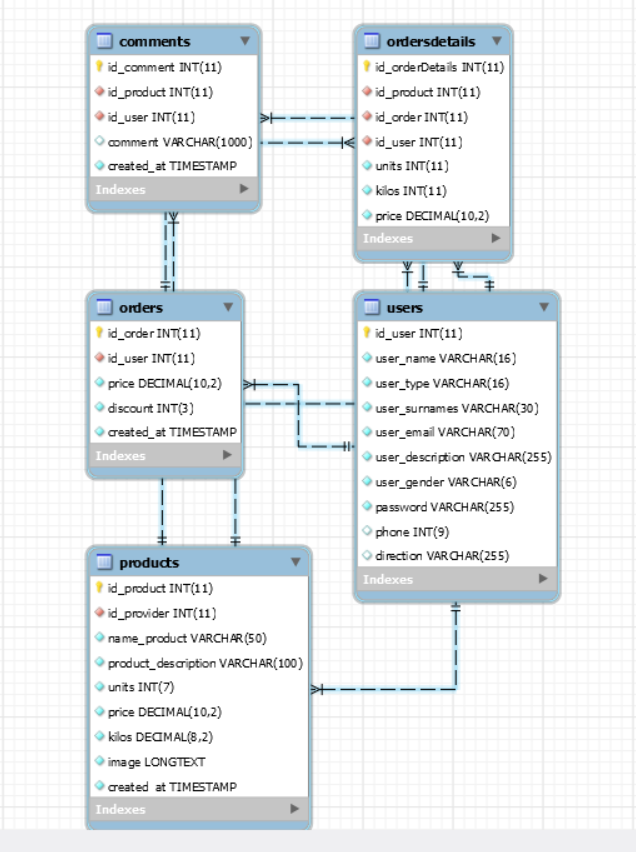 comments
id_comment INT(11)
id_product INT(11)
id_user INT(11)
comment VARCHAR(1000)
created_at TIMESTAMP
Indexes
ordersdetails
id_orderDetails INT(11)
id_product INT(11)
id_order INT(11)
id_user INT(11)
units INT(11)
kilos INT(11)
price DECIMAL(10,2)
Indexes
orders
id_order INT(11)
id_user INT(11)
price DECIMAL(10,2)
discount INT(3)
created_at TIMESTAMP
Indexes
users
id_user INT(11)
user_name VARCHAR(16)
user_type VARCHAR(16)
user_surnames VARCHAR(30)
user_email VARCHAR(70)
user_description VARCHAR(255)
user_gender VARCHAR(6)
password VARCHAR(255)
phone INT(9)
direction VARCHAR(255)
Indexes
products
id_product INT(11)
id_provider INT(11)
name_product VARCHAR(50)
product_description VARCHAR(100)
units INT(7)
price DECIMAL(10,2)
kilos DECIMAL(8,2)
image LONGTEXT
created_at TIMESTAMP
Indexes